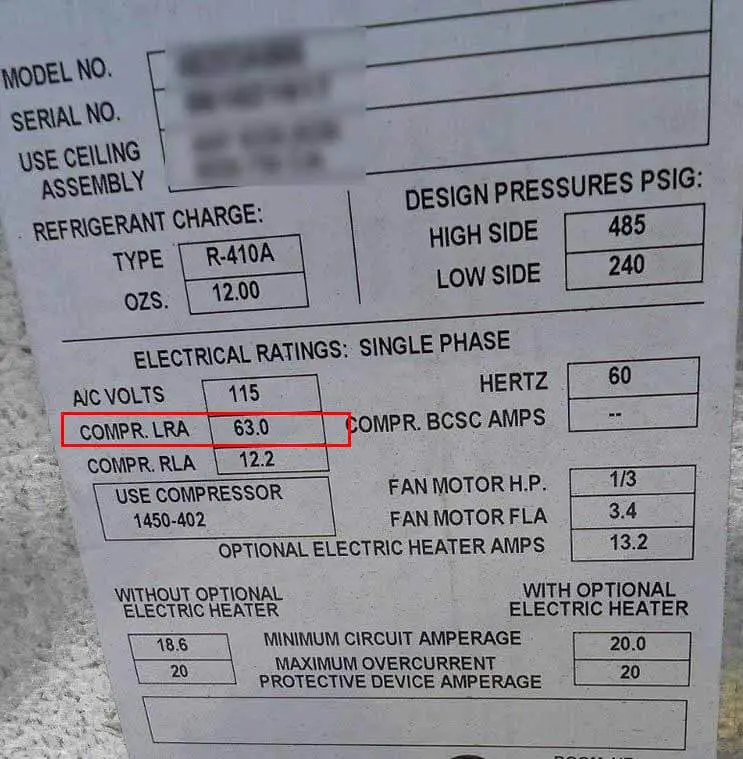 MODEL NO.
SERIAL NO.
USE CEILING
ASSEMBLY
REFRIGERANT CHARGE:
TYPE R-410A
OZS. 12.00
DESIGN PRESSURES PSIG:
HIGH SIDE 485
LOW SIDE 240
ELECTRICAL RATINGS: SINGLE PHASE
A/C VOLTS 115
COMPR. LRA 63.0
COMPR. RLA 12.2
USE COMPRESSOR
1450-402
HERTZ 60
COMPR. BCSC AMPS --
FAN MOTOR H.P. 1/3
FAN MOTOR FLA 3.4
OPTIONAL ELECTRIC HEATER AMPS 13.2
WITHOUT OPTIONAL
ELECTRIC HEATER
WITH OPTIONAL
ELECTRIC HEATER
18.6 MINIMUM CIRCUIT AMPERAGE 20.0
20 MAXIMUM OVERCURRENT
PROTECTIVE DEVICE AMPERAGE 20